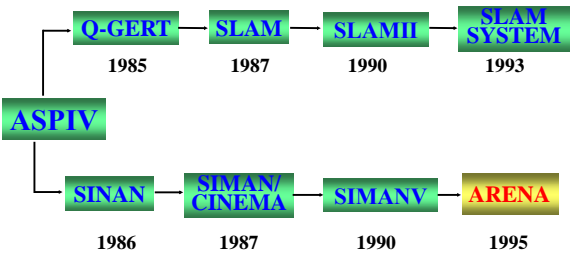 Q-GERT SLAM SLAMII SLAM
SYSTEM
1985 1987 1990 1993
ASPIV
SINAN SIMAN/
CINEMA SIMANV ARENA
1986 1987 1990 1995